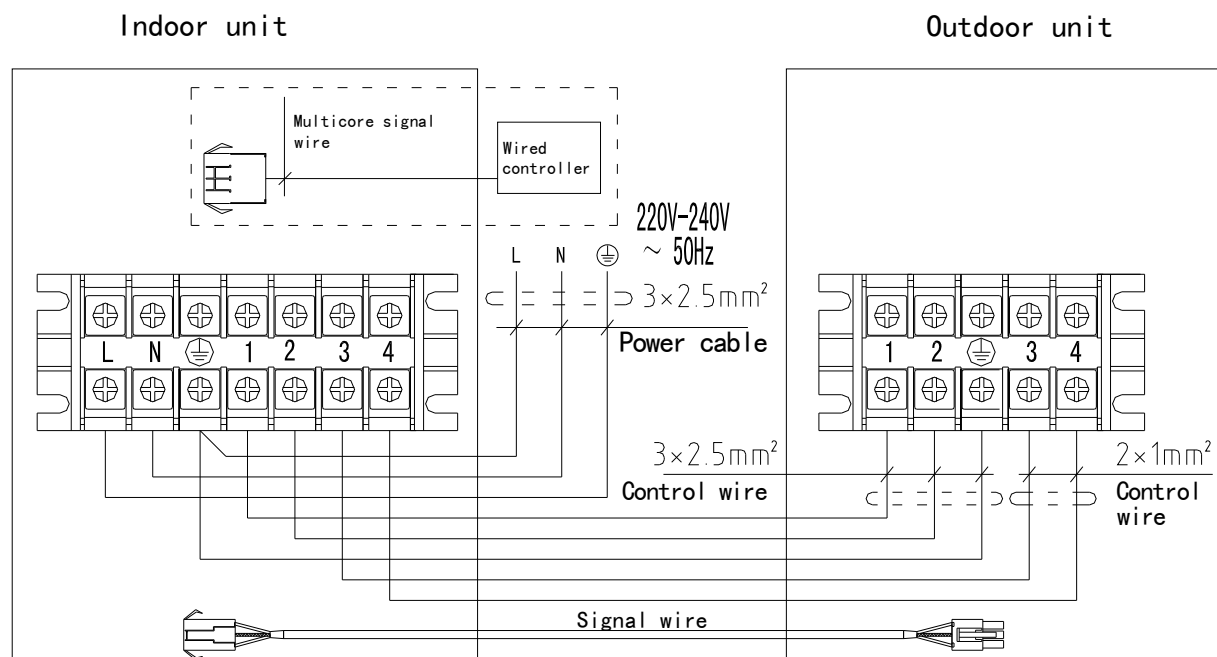 Indoor unit
Outdoor unit
Multicore signal
wire
Wired
controller
220V-240V
~ 50Hz
L N
3×2.5mm²
Power cable
L N 1 2 3 4
1 2 3 4
3×2.5mm²
Control wire
2×1mm²
Control
wire
Signal wire